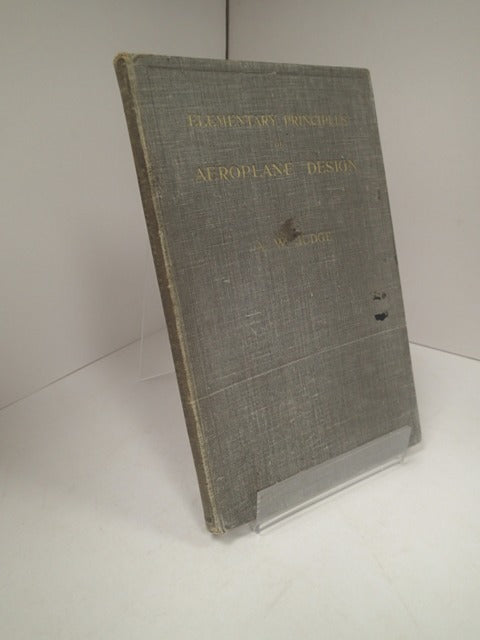 ELEMENTARY PRINCIPLES
AEROPLANE DESIGN
A. W. JUDGE